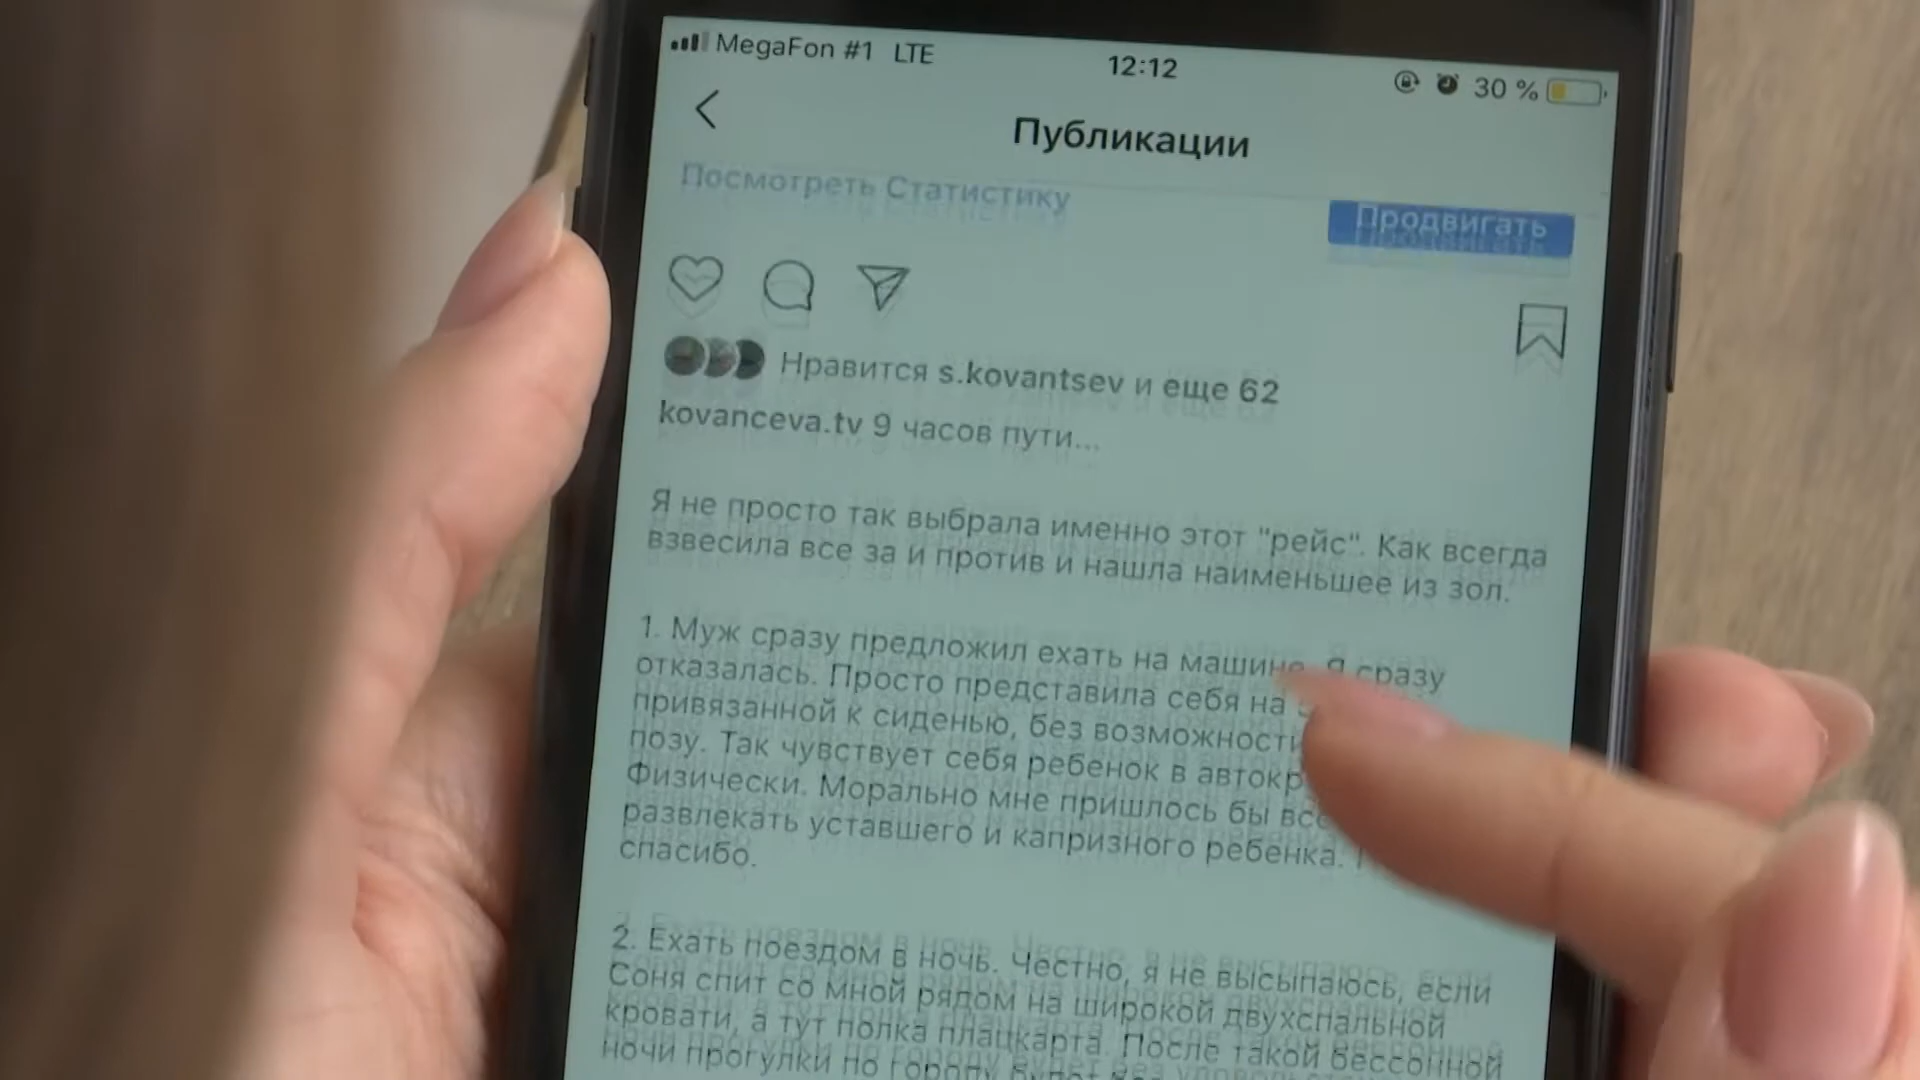 MegaFon #1 LTE 12:12 30 %
Публикации
Посмотреть Статистику Продвигать
Нравится s.kovantsev и еще 62
kovanceva.tv 9 часов пути...
Я не просто так выбрала именно этот "рейс". Как всегда
взвесила все за и против и нашла наименьшее из зол.
1. Муж сразу предложил ехать на машине. Я сразу
отказалась. Просто представила себя на
привязанной к сиденью, без возможности
позу. Так чувствует себя ребенок в
Физически. Морально мне пришлось бы
развлекать уставшего и капризного ребенка.
спасибо.
2. Ехать поездом в ночь. Честно, я не высыпаюсь, если
Соня спит со мной рядом на широкой двухспальной
кровати, а тут полка плацкарта. После такой бессонной
ночи прогулки по городу